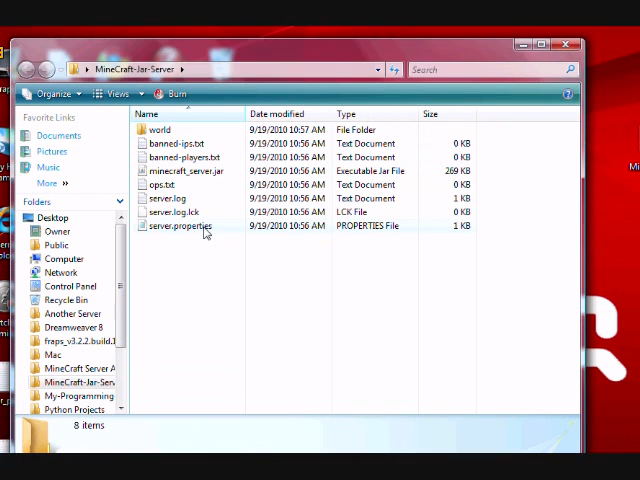 MineCraft-Jar-Server
Search
Organize
Views
Burn
Favorite Links
Documents
Pictures
Music
More
Folders
Desktop
Owner
Public
Computer
Network
Control Panel
Recycle Bin
Another Server
Dreamweaver 8
fraps_v3.2.2.build.1
Mac
MineCraft Server A
MineCraft-Jar-Serv
My-Programming
Python Projects
Name Date modified Type Size
world 9/19/2010 10:57 AM File Folder
banned-ips.txt 9/19/2010 10:56 AM Text Document 0 KB
banned-players.txt 9/19/2010 10:56 AM Text Document 0 KB
minecraft_server.jar 9/19/2010 10:56 AM Executable Jar File 269 KB
ops.txt 9/19/2010 10:56 AM Text Document 0 KB
server.log 9/19/2010 10:56 AM Text Document 1 KB
server.log.lck 9/19/2010 10:56 AM LCK File 0 KB
server.properties 9/19/2010 10:56 AM PROPERTIES File 1 KB
8 items